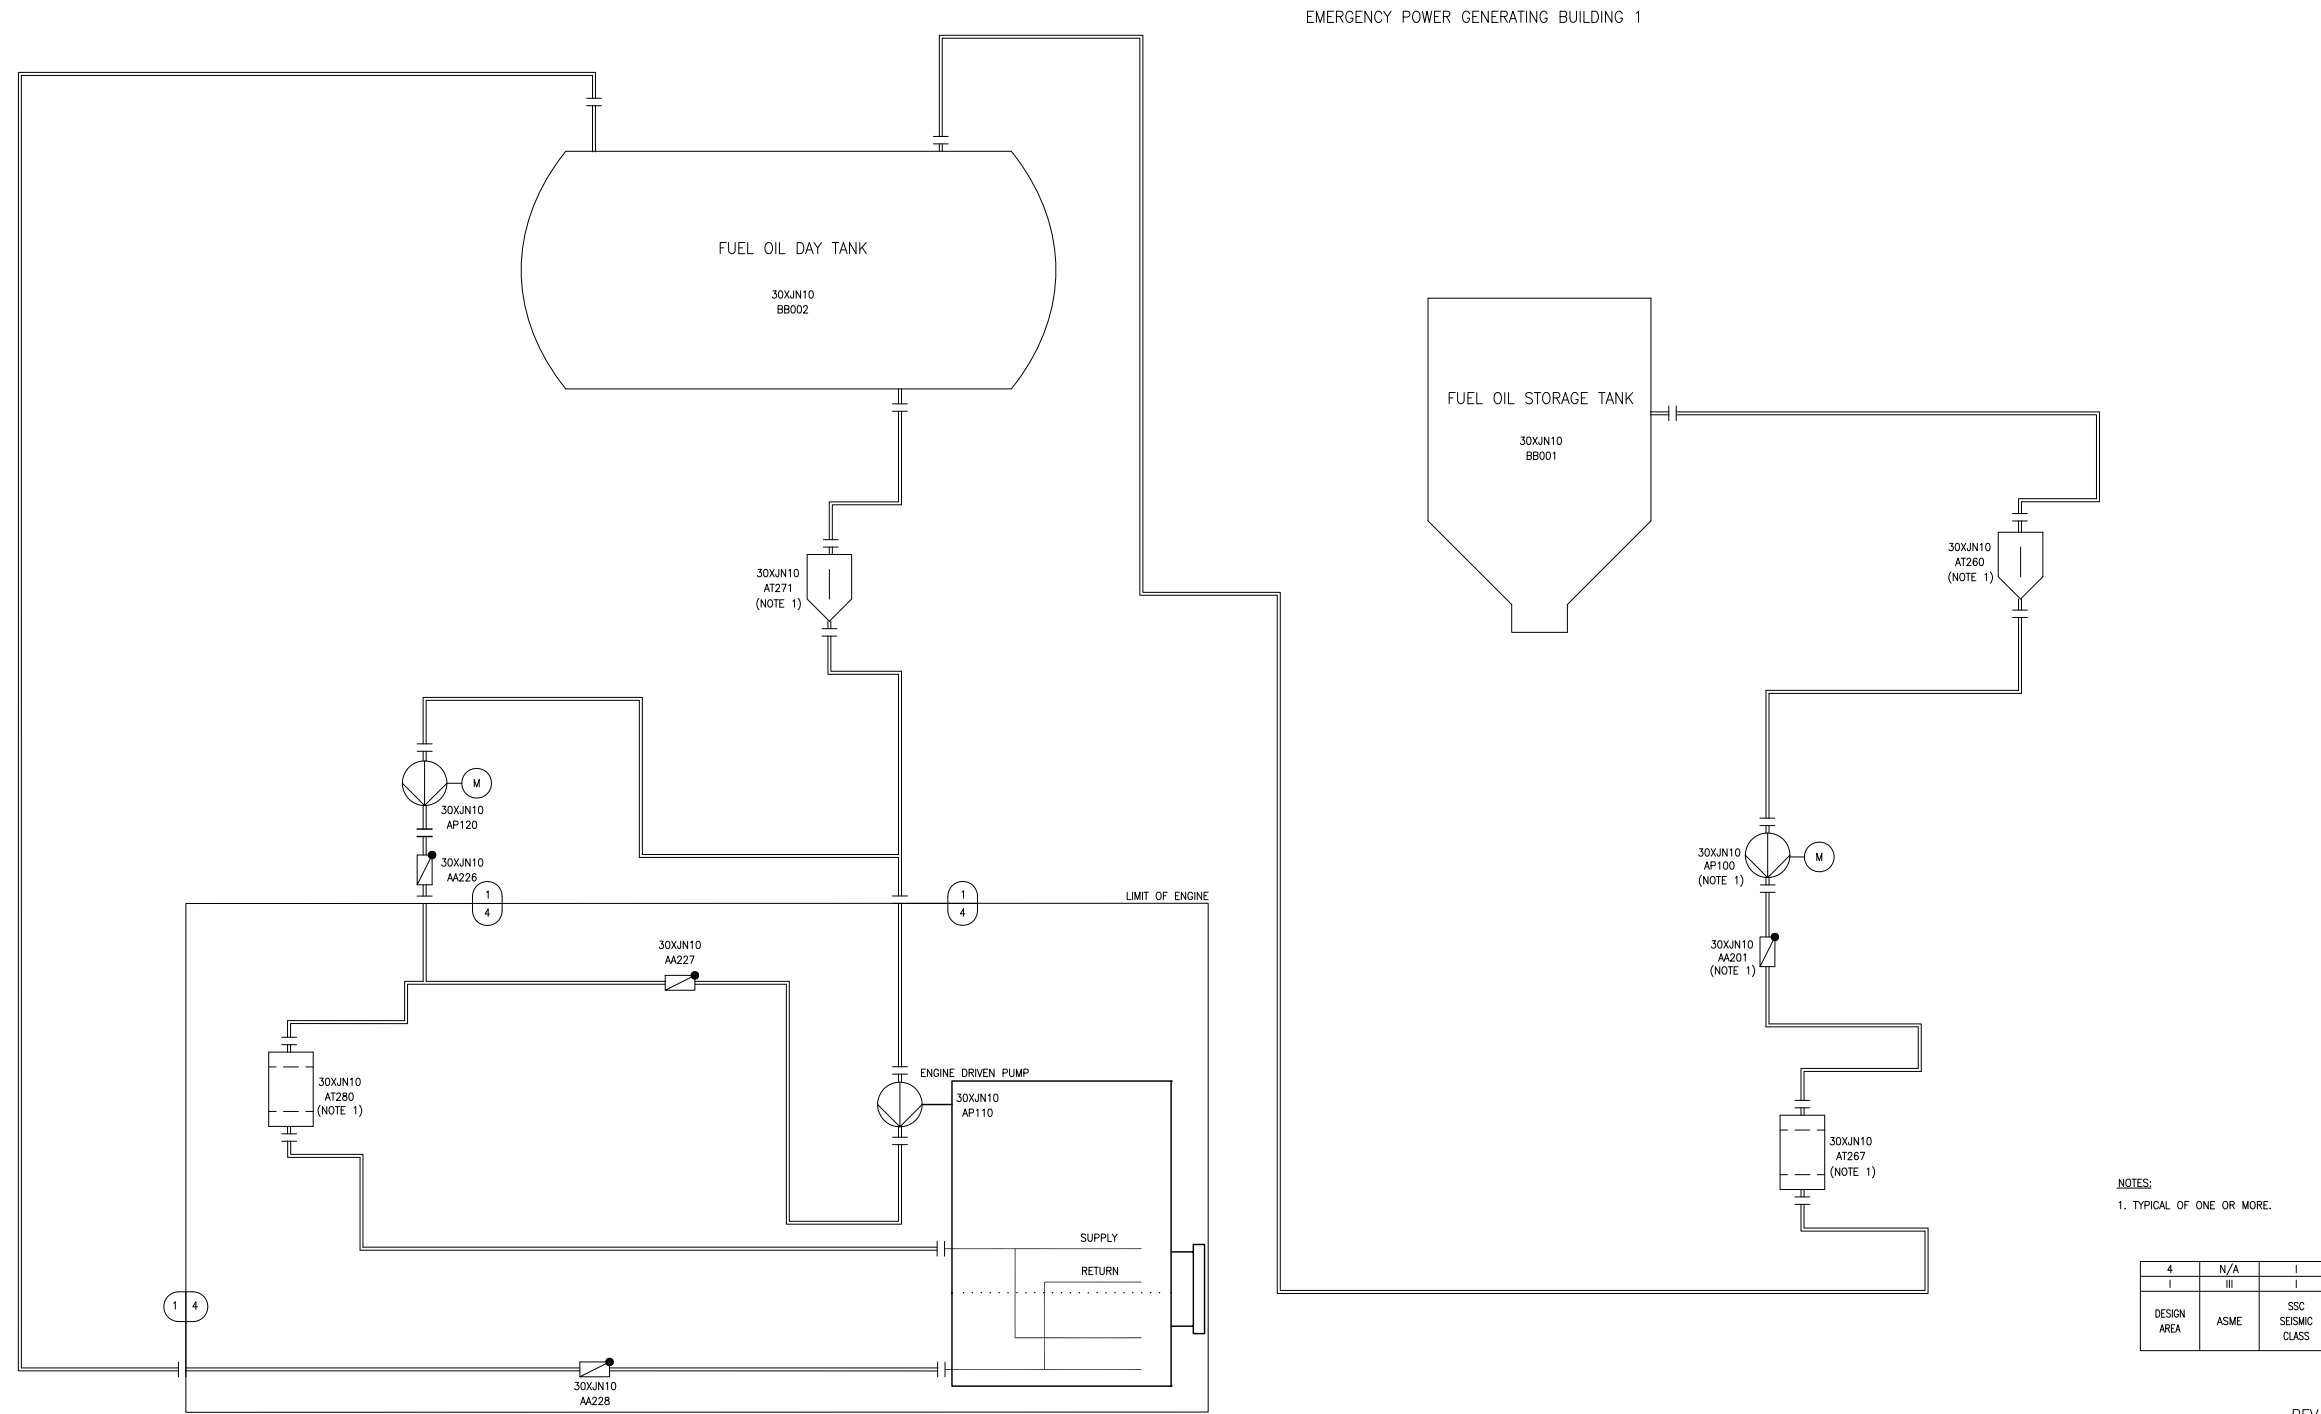 EMERGENCY POWER GENERATING BUILDING 1
FUEL OIL DAY TANK
30XJN10
BB002
FUEL OIL STORAGE TANK
30XJN10
BB001
30XJN10
AT271
(NOTE 1)
30XJN10
AT260
(NOTE 1)
M
30XJN10
AP120
30XJN10
AA226
30XJN10
AP100
(NOTE 1)
M
1
4
1
4
LIMIT OF ENGINE
30XJN10
AA227
30XJN10
AA201
(NOTE 1)
ENGINE DRIVEN PUMP
30XJN10
AP110
30XJN10
AT280
(NOTE 1)
30XJN10
AT267
(NOTE 1)
NOTES:
1. TYPICAL OF ONE OR MORE.
SUPPLY
RETURN
1 4
30XJN10
AA228
4 N/A I
I III I
DESIGN AREA
ASME
SSC SEISMIC CLASS